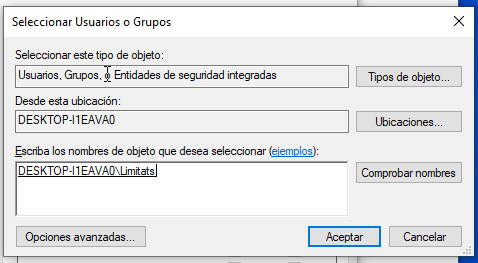 Seleccionar Usuarios o Grupos
Seleccionar este tipo de objeto:
Usuarios, Grupos, o Entidades de seguridad integradas
Tipos de objeto...
Desde esta ubicación:
DESKTOP-I1EAVA0
Ubicaciones...
Escriba los nombres de objeto que desea seleccionar (ejemplos):
DESKTOP-I1EAVA0\Limitats
Comprobar nombres
Opciones avanzadas...
Aceptar
Cancelar